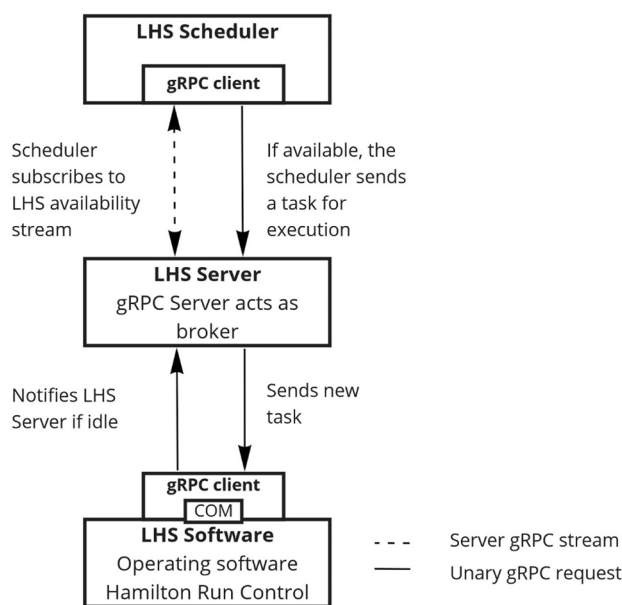 LHS Scheduler
gRPC client
Scheduler
subscribes to
LHS availability
stream
If available, the
scheduler sends
a task for
execution
LHS Server
gRPC Server acts as
broker
Notifies LHS
Server if idle
Sends new
task
gRPC client
COM
LHS Software
Operating software
Hamilton Run Control
Server gRPC stream
Unary gRPC request